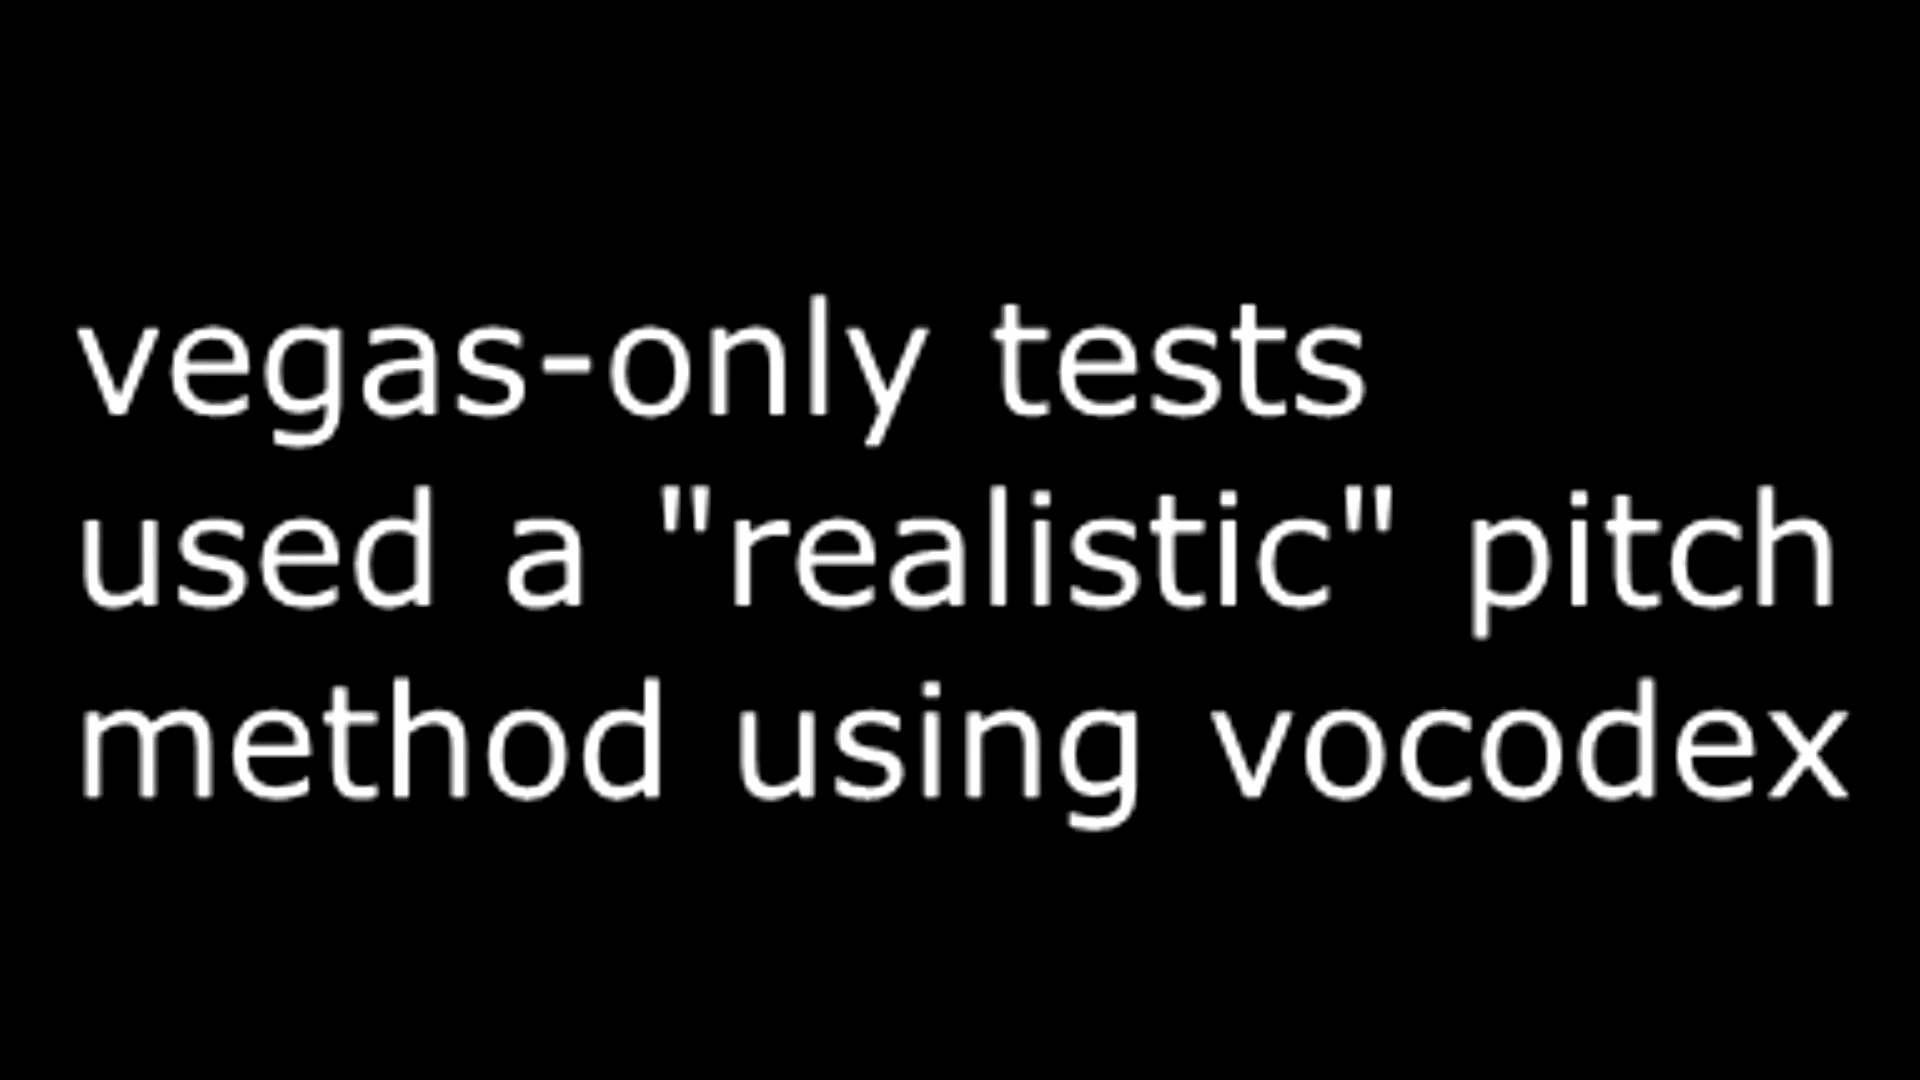 vegas-only tests
used a "realistic" pitch
method using vocodex